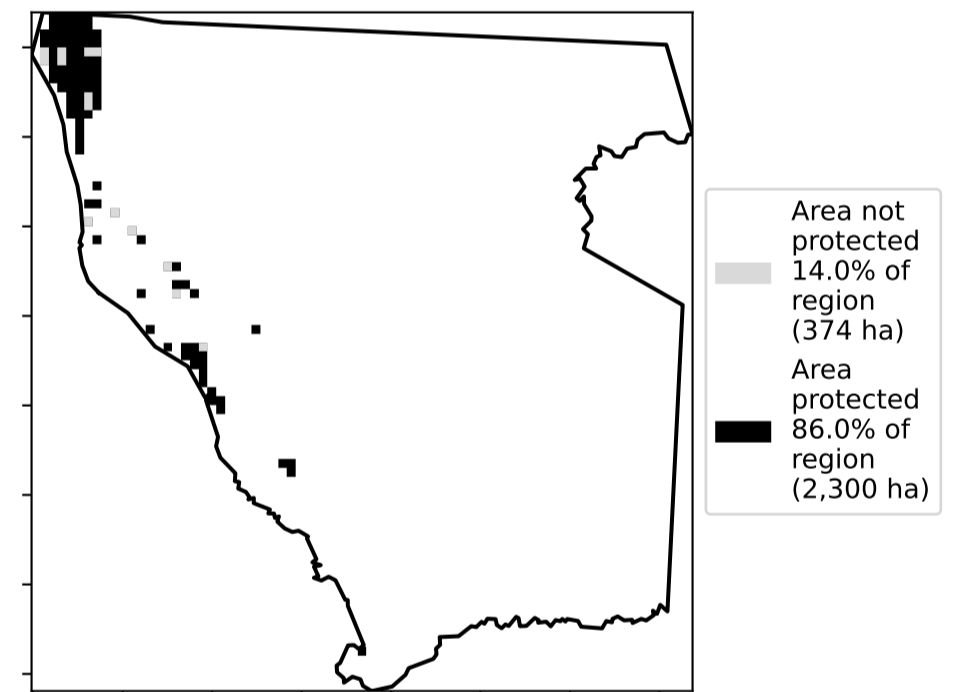 Area not
protected
14.0% of
region
(374 ha)
Area
protected
86.0% of
region
(2,300 ha)